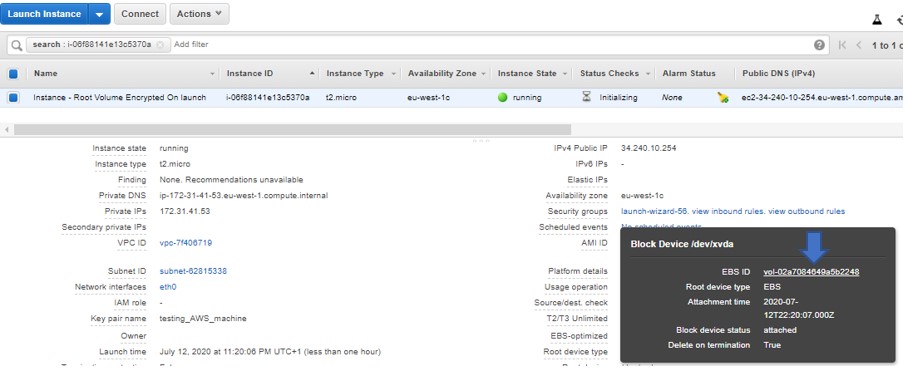 Launch Instance Connect Actions
search : i-06f88141e13c5370a Add filter 1 to 1 o
Name Instance ID Instance Type Availability Zone Instance State Status Checks Alarm Status Public DNS (IPv4)
Instance - Root Volume Encrypted On launch i-06f88141e13c5370a t2.micro eu-west-1c running Initializing None ec2-34-240-10-254.eu-west-1.compute.am
Instance state running IPv4 Public IP 34.240.10.254
Instance type t2.micro IPv6 IPs -
Finding None. Recommendations unavailable Elastic IPs
Private DNS ip-172-31-41-53.eu-west-1.compute.internal Availability zone eu-west-1c
Private IPs 172.31.41.53 Security groups launch-wizard-56. view inbound rules. view outbound rules
Secondary private IPs Scheduled events No scheduled events
VPC ID vpc-7f406719 AMI ID
Block Device /dev/xvda
Subnet ID subnet-62815338 Platform details
EBS ID vol-02a7084649a5b2248
Network interfaces eth0 Usage operation
Root device type EBS
IAM role - Source/dest. check
Attachment time 2020-07-
12T22:20:07.000Z
Key pair name testing_AWS_machine T2/T3 Unlimited
Block device status attached
Owner EBS-optimized
Delete on termination True
Launch time July 12, 2020 at 11:20:06 PM UTC+1 (less than one hour) Root device type